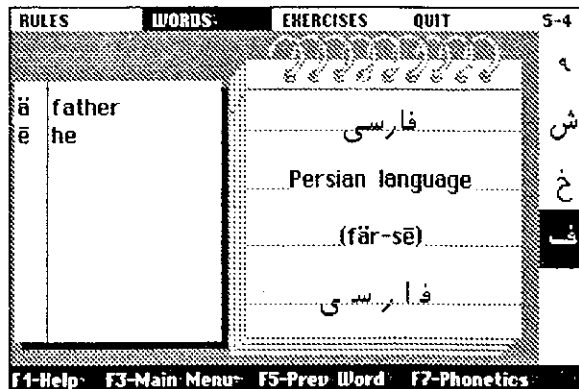 RULES WORDS EXERCISES QUIT 5-4
ä father
ē he
فارسی
Persian language
(fär-sē)
ف ا ر س ی
ش
خ
ف
F1-Help F3-Main Menu F5-Prev Word F7-Phonetics